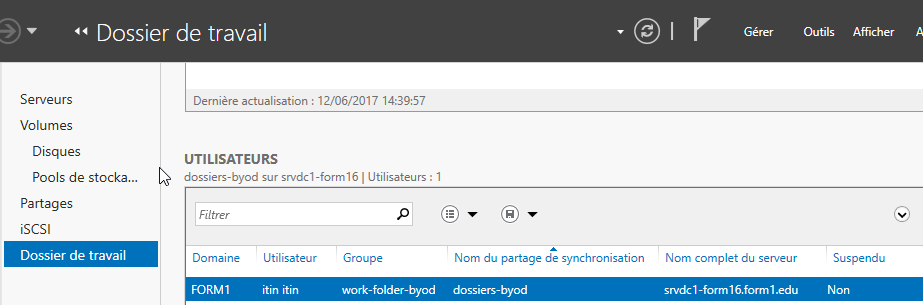 Dossier de travail
Gérer Outils Afficher A
Serveurs
Volumes
Disques
Pools de stocka...
Partages
iSCSI
Dossier de travail
Dernière actualisation : 12/06/2017 14:39:57
UTILISATEURS
dossiers-byod sur srvdc1-form16 | Utilisateurs : 1
Filtrer
Domaine Utilisateur Groupe Nom du partage de synchronisation Nom complet du serveur Suspendu
FORM1 itin itin work-folder-byod dossiers-byod srvdc1-form16.form1.edu Non